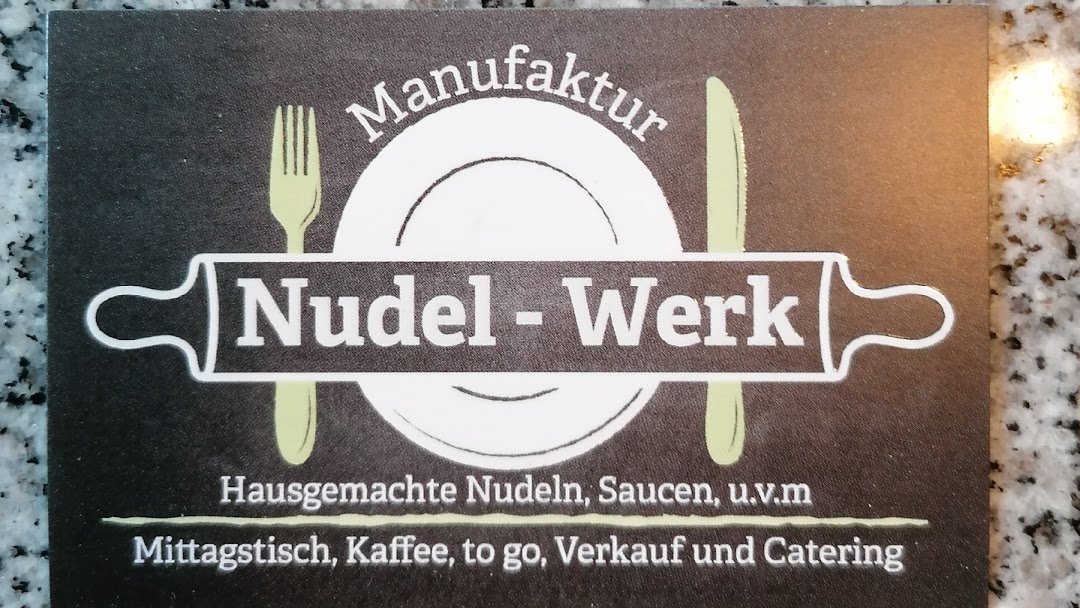 Manufaktur
Nudel - Werk
Hausgemachte Nudeln, Saucen, u.v.m
Mittagstisch, Kaffee, to go, Verkauf und Catering